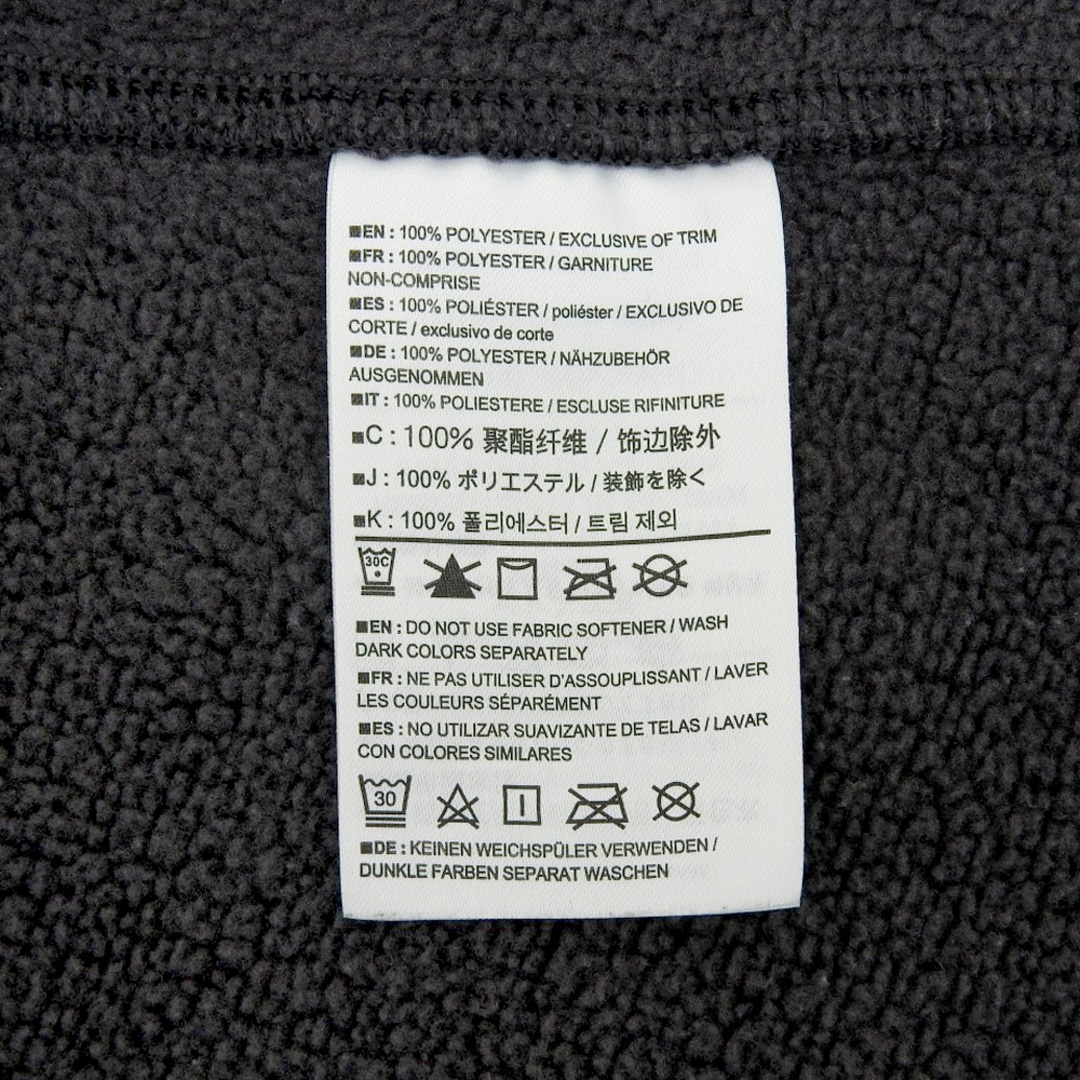 ■EN : 100% POLYESTER / EXCLUSIVE OF TRIM
■FR : 100% POLYESTER / GARNITURE
NON-COMPRISE
■ES : 100% POLIÉSTER / poliéster / EXCLUSIVO DE
CORTE / exclusivo de corte
■DE : 100% POLYESTER / NÄHZUBEHÖR
AUSGENOMMEN
■IT : 100% POLIESTERE / ESCLUSE RIFINITURE
■C : 100% 聚酯纤维 / 饰边除外
■J : 100% ポリエステル / 装飾を除く
■K : 100% 폴리에스터 / 트림 제외
30C
■EN : DO NOT USE FABRIC SOFTENER / WASH
DARK COLORS SEPARATELY
■FR : NE PAS UTILISER D'ASSOUPLISSANT / LAVER
LES COULEURS SÉPARÉMENT
■ES : NO UTILIZAR SUAVIZANTE DE TELAS / LAVAR
CON COLORES SIMILARES
30
■DE : KEINEN WEICHSPÜLER VERWENDEN /
DUNKLE FARBEN SEPARAT WASCHEN